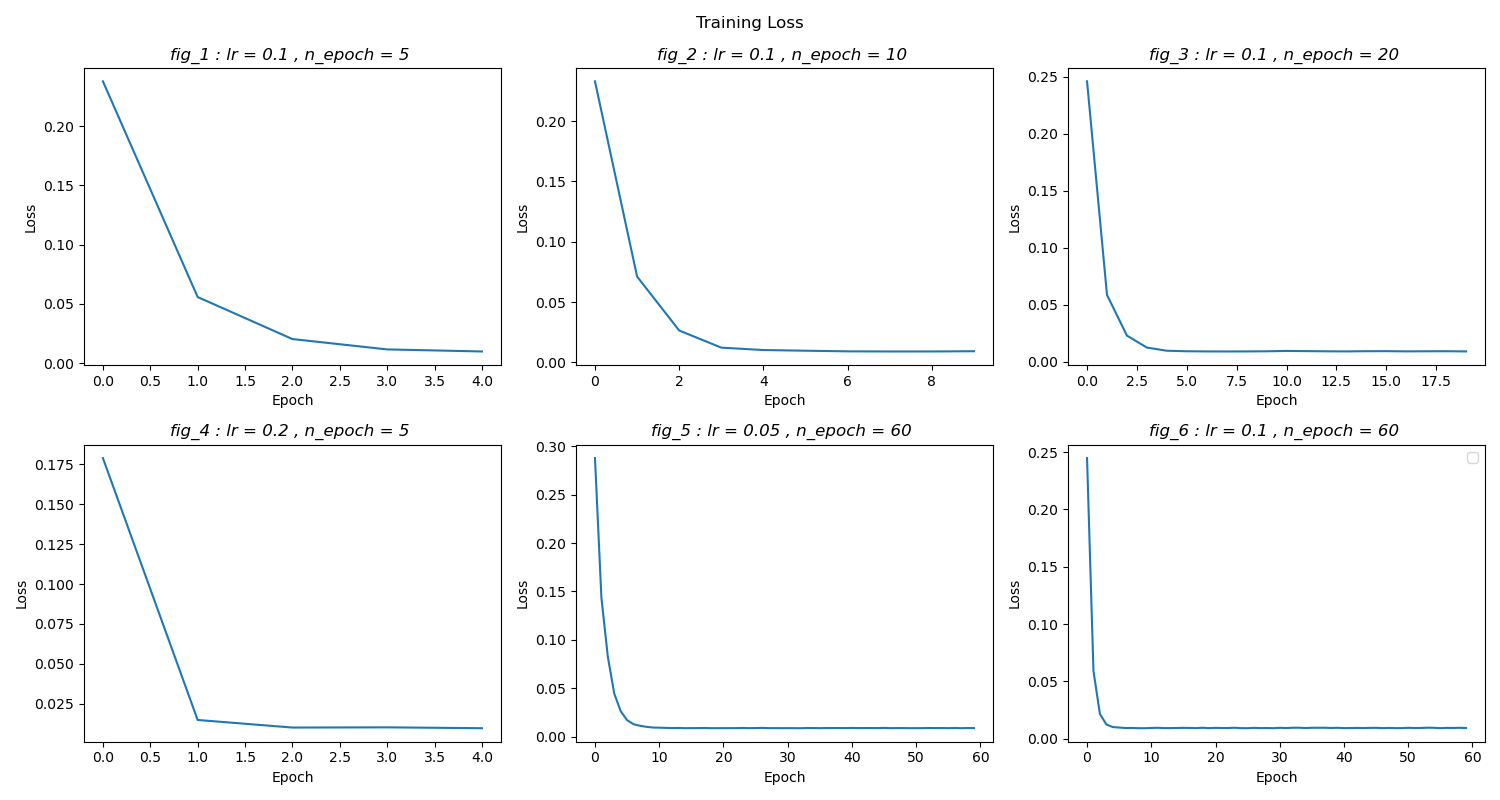 Training Loss
fig_1 : lr = 0.1 , n_epoch = 5
fig_2 : lr = 0.1 , n_epoch = 10
fig_3 : lr = 0.1 , n_epoch = 20
Loss
0.20
0.15
0.10
0.05
0.00
0.0 0.5 1.0 1.5 2.0 2.5 3.0 3.5 4.0
Epoch
Loss
0.20
0.15
0.10
0.05
0.00
0 2 4 6 8
Epoch
Loss
0.25
0.20
0.15
0.10
0.05
0.00
0.0 2.5 5.0 7.5 10.0 12.5 15.0 17.5
Epoch
fig_4 : lr = 0.2 , n_epoch = 5
fig_5 : lr = 0.05 , n_epoch = 60
fig_6 : lr = 0.1 , n_epoch = 60
Loss
0.175
0.150
0.125
0.100
0.075
0.050
0.025
0.0 0.5 1.0 1.5 2.0 2.5 3.0 3.5 4.0
Epoch
Loss
0.30
0.25
0.20
0.15
0.10
0.05
0.00
0 10 20 30 40 50 60
Epoch
Loss
0.25
0.20
0.15
0.10
0.05
0.00
0 10 20 30 40 50 60
Epoch